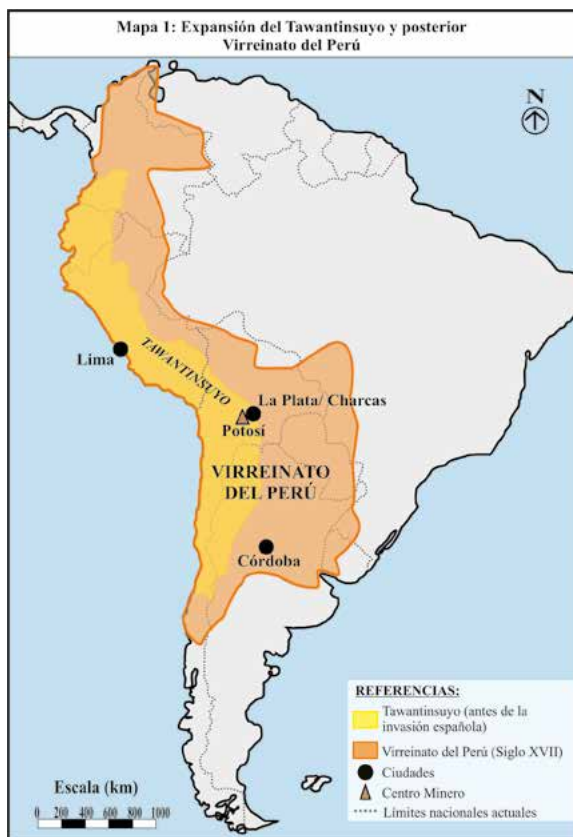 Mapa 1: Expansión del Tawantinsuyo y posterior
Virreinato del Perú
N
Lima
TAWANTINSUYO
La Plata/ Charcas
Potosí
VIRREINATO
DEL PERÚ
Córdoba
REFERENCIAS:
Tawantinsuyo (antes de la
invasión española)
Virreinato del Perú (Siglo XVII)
Ciudades
Centro Minero
Límites nacionales actuales
Escala (km)
0 200 400 600 800 1000